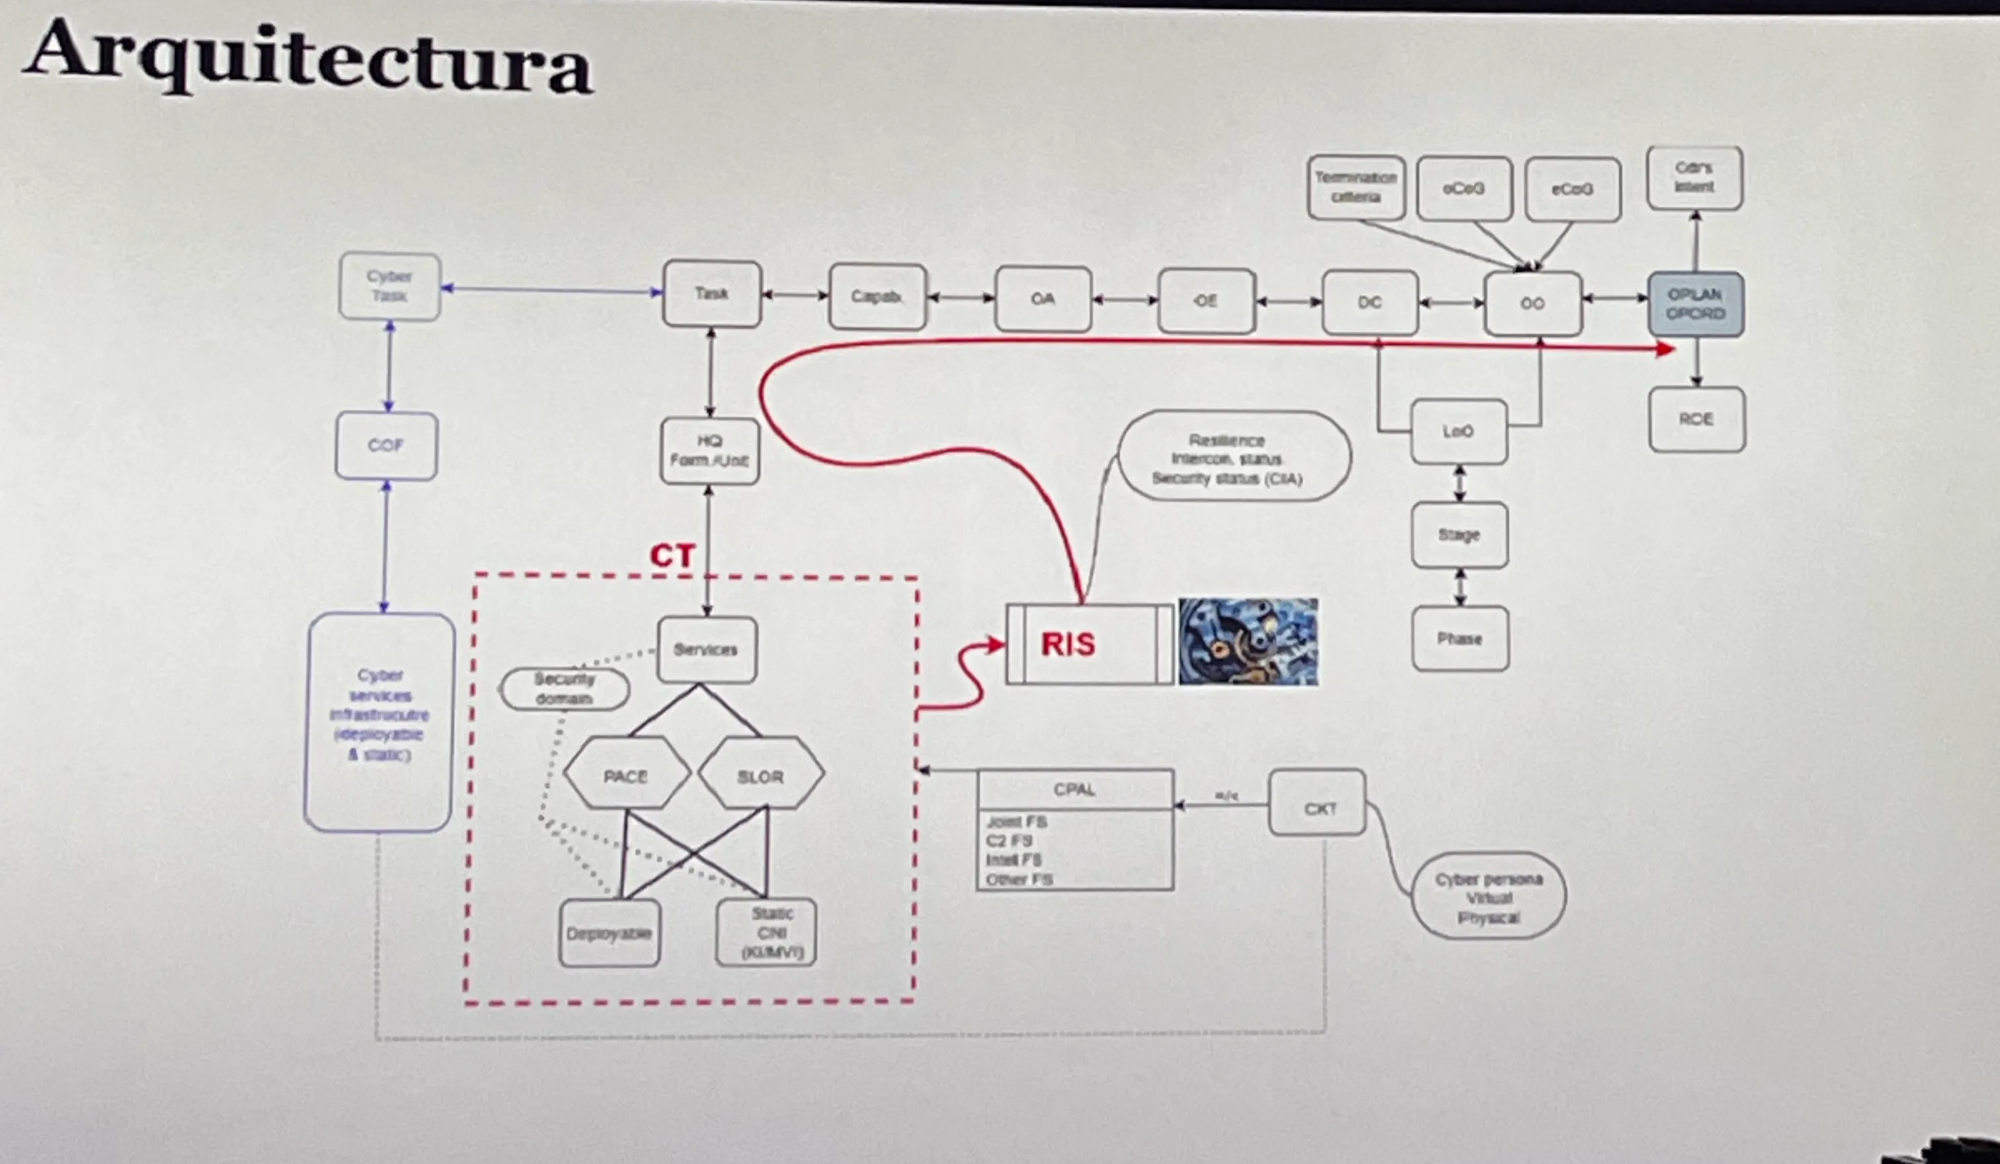 Arquitectura
Termination
criteria
oCoG
eCoG
Cdr's
intent
Cyber
Task
Task
Capab.
OA
OE
DC
OO
OPLAN
OPORD
COF
HQ
Form./Unit
Resilience
Intercon. status
Security status (CIA)
LoO
ROE
CT
Stage
Cyber
services
infrastrucutre
(deployable
& static)
Services
Security
domain
RIS
Phase
PACE
SLOR
CPAL
Joint FS
C2 FS
Intel FS
Other FS
CKT
Cyber persona
Virtual
Physical
Deployable
Static
CNI
(KI/MVI)